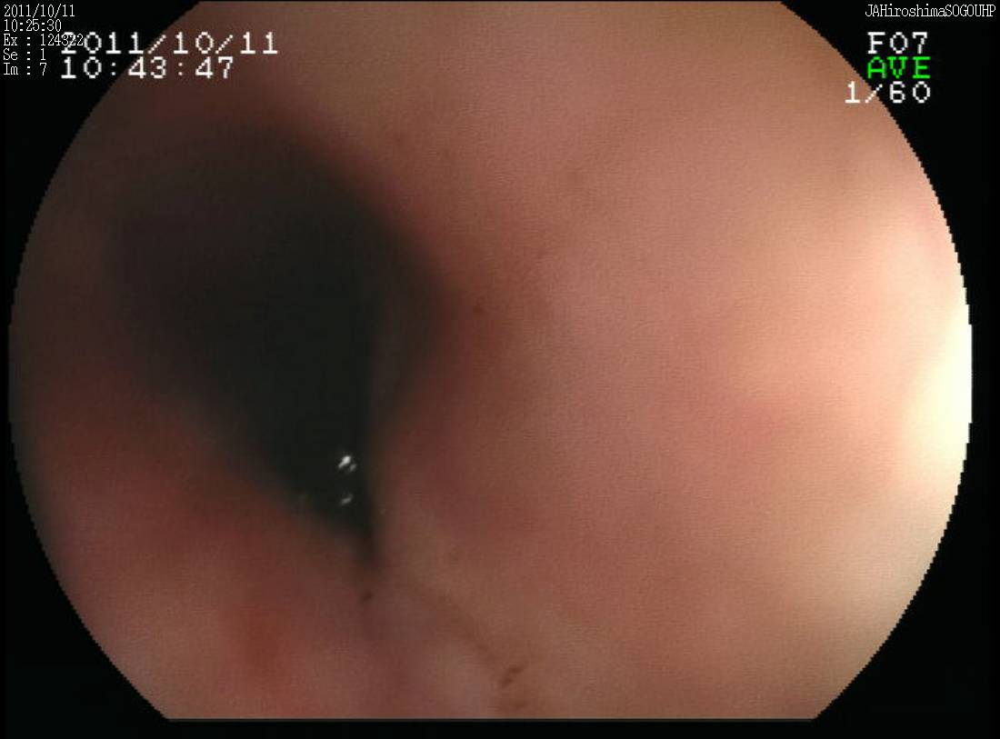 2011/10/11
10:25:30
Ex : 124322
Se : 1
Im : 7
2011/10/11
10:43:47
JAHiroshimaSOGOUHP
F07
AVE
1/60